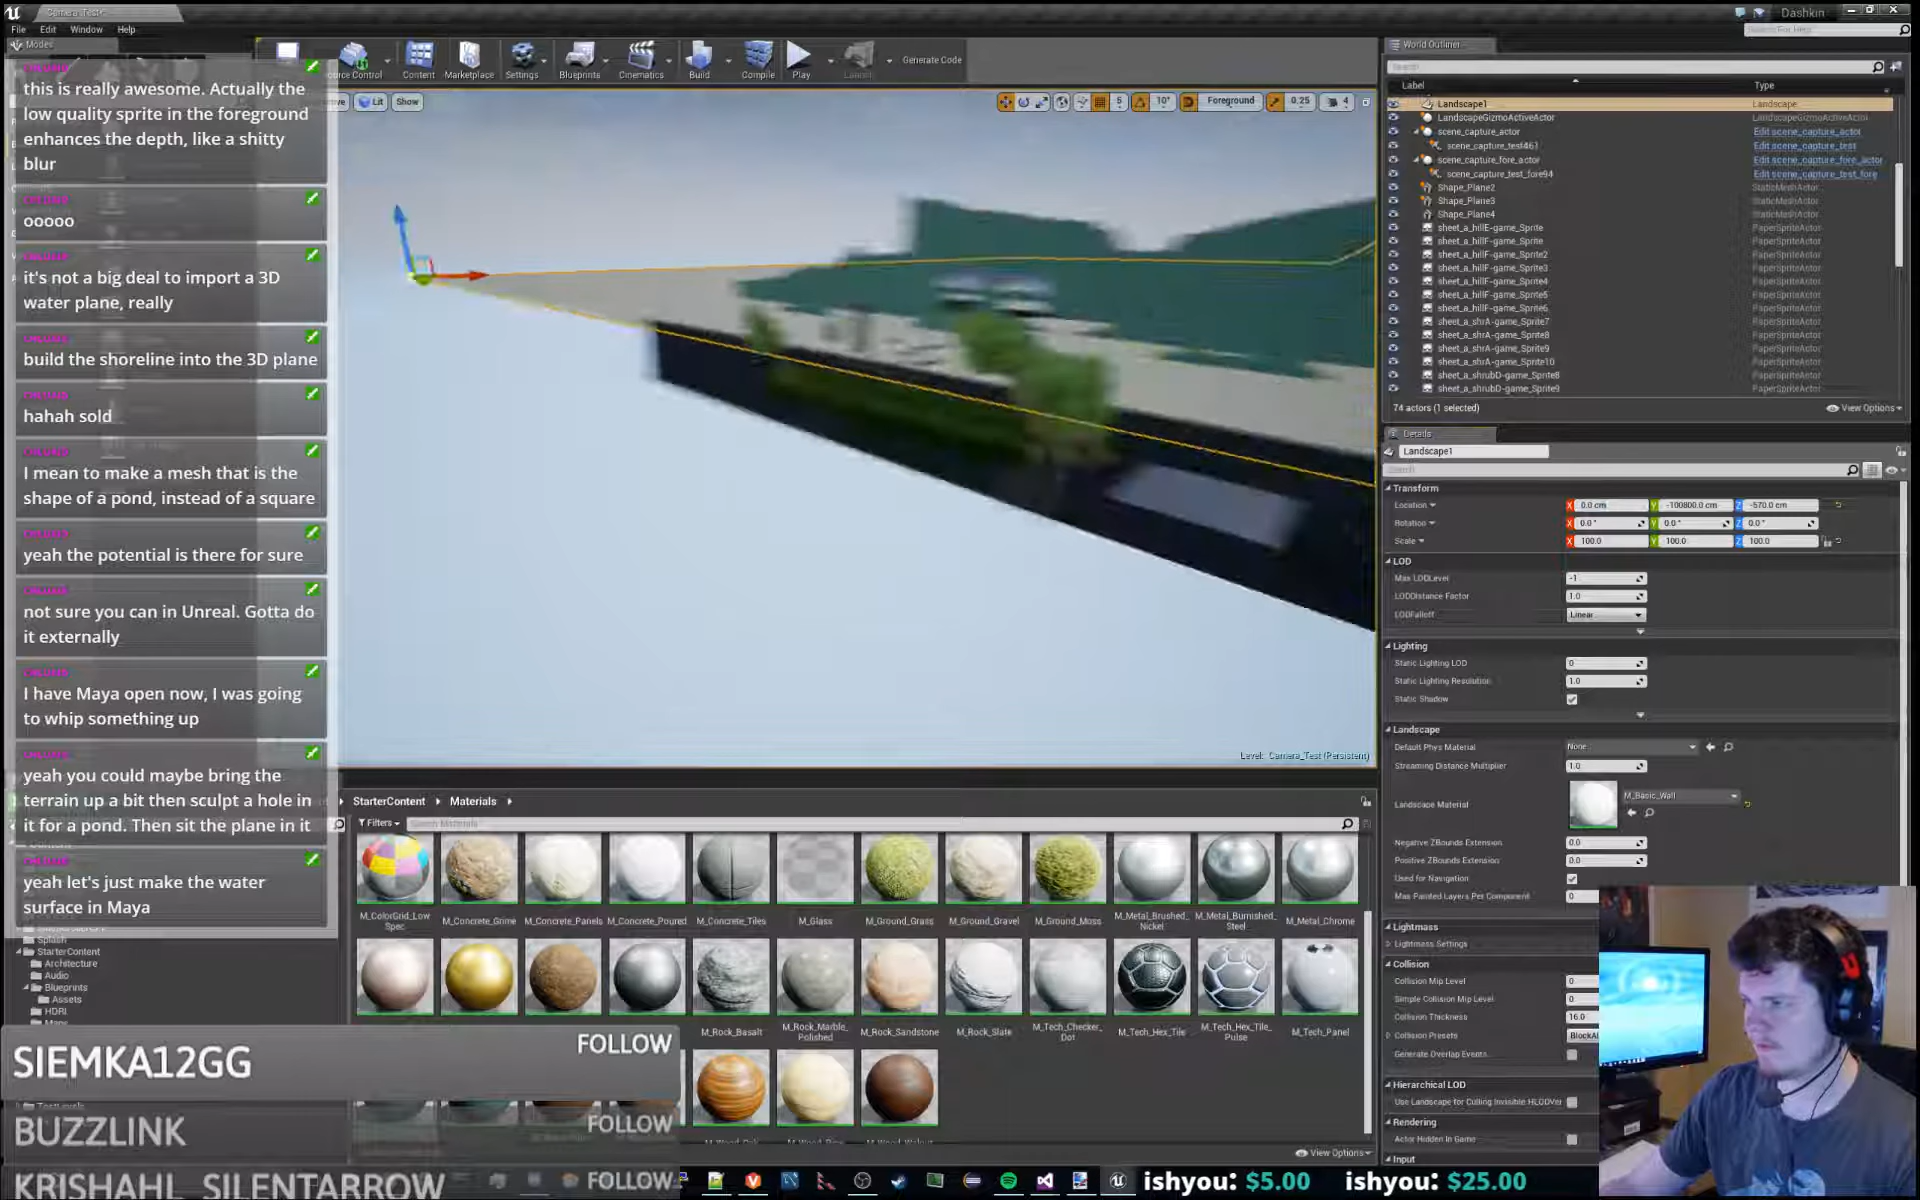 Camera_Test*
Dashkin
File Edit Window Help
Search For Help
Modes
Source Control Content Marketplace Settings Blueprints Cinematics Build Compile Play Launch Generate Code
Lit Show
5 10° Foreground 0.25 4
this is really awesome. Actually the
low quality sprite in the foreground
enhances the depth, like a shitty
blur
ooooo
it's not a big deal to import a 3D
water plane, really
build the shoreline into the 3D plane
hahah sold
I mean to make a mesh that is the
shape of a pond, instead of a square
yeah the potential is there for sure
not sure you can in Unreal. Gotta do
it externally
I have Maya open now, I was going
to whip something up
yeah you could maybe bring the
terrain up a bit then sculpt a hole in
it for a pond. Then sit the plane in it
yeah let's just make the water
surface in Maya
Level: Camera_Test (Persistent)
World Outliner
Search
Label Type
Landscape1 Landscape
LandscapeGizmoActiveActor LandscapeGizmoActiveActor
scene_capture_actor Edit scene_capture_actor
scene_capture_test461 Edit scene_capture_test
scene_capture_fore_actor Edit scene_capture_fore_actor
scene_capture_test_fore94 Edit scene_capture_test_fore
Shape_Plane2 StaticMeshActor
Shape_Plane3 StaticMeshActor
Shape_Plane4 StaticMeshActor
sheet_a_hillE-game_Sprite PaperSpriteActor
sheet_a_hillF-game_Sprite PaperSpriteActor
sheet_a_hillF-game_Sprite2 PaperSpriteActor
sheet_a_hillF-game_Sprite3 PaperSpriteActor
sheet_a_hillF-game_Sprite4 PaperSpriteActor
sheet_a_hillF-game_Sprite5 PaperSpriteActor
sheet_a_hillF-game_Sprite6 PaperSpriteActor
sheet_a_shrA-game_Sprite7 PaperSpriteActor
sheet_a_shrA-game_Sprite8 PaperSpriteActor
sheet_a_shrA-game_Sprite9 PaperSpriteActor
sheet_a_shrA-game_Sprite10 PaperSpriteActor
sheet_a_shrubD-game_Sprite8 PaperSpriteActor
sheet_a_shrubD-game_Sprite9 PaperSpriteActor
74 actors (1 selected) View Options
Details
Landscape1
Search
Transform
Location X 0.0 cm Y -100800.0 cm Z -570.0 cm
Rotation X 0.0 ° Y 0.0 ° Z 0.0 °
Scale X 100.0 Y 100.0 Z 100.0
LOD
Max LODLevel -1
LODDistance Factor 1.0
LODFalloff Linear
Lighting
Static Lighting LOD 0
Static Lighting Resolution 1.0
Static Shadow
Landscape
Default Phys Material None
Streaming Distance Multiplier 1.0
Landscape Material M_Basic_Wall
Negative ZBounds Extension 0.0
Positive ZBounds Extension 0.0
Used for Navigation
Max Painted Layers Per Component 0
Lightmass
Lightmass Settings
Collision
Collision Mip Level 0
Simple Collision Mip Level 0
Collision Thickness 16.0
Collision Presets BlockAl
Generate Overlap Events
Hierarchical LOD
Use Landscape for Culling Invisible HLODVer
Rendering
Actor Hidden In Game
Input
StarterContent Materials
Filters Search Materials
M_ColorGrid_Low Spec M_Concrete_Grime M_Concrete_Panels M_Concrete_Poured M_Concrete_Tiles M_Glass M_Ground_Grass M_Ground_Gravel M_Ground_Moss M_Metal_Brushed_Nickel M_Metal_Burnished_Steel M_Metal_Chrome
M_Rock_Basalt M_Rock_Marble_Polished M_Rock_Sandstone M_Rock_Slate M_Tech_Checker_Dot M_Tech_Hex_Tile M_Tech_Hex_Tile_Pulse M_Tech_Panel
View Options
Splash
StarterContent
Architecture
Audio
Blueprints
Assets
HDRI
Maps
SIEMKA12GG FOLLOW
BUZZLINK FOLLOW
KRISHAHL_SILENTARROW FOLLOW
ishyou: $5.00 ishyou: $25.00